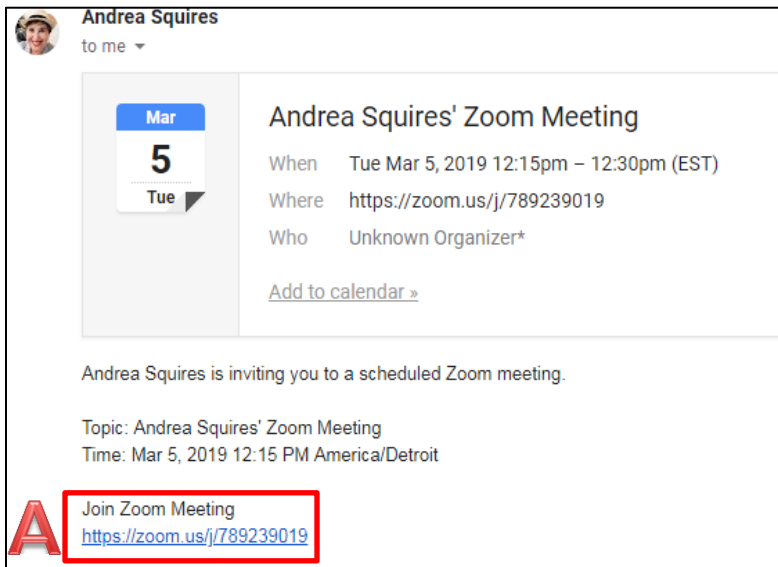 Andrea Squires
to me
Mar
5
Tue
Andrea Squires' Zoom Meeting
When Tue Mar 5, 2019 12:15pm – 12:30pm (EST)
Where https://zoom.us/j/789239019
Who Unknown Organizer*
Add to calendar »
Andrea Squires is inviting you to a scheduled Zoom meeting.
Topic: Andrea Squires' Zoom Meeting
Time: Mar 5, 2019 12:15 PM America/Detroit
A
Join Zoom Meeting
https://zoom.us/j/789239019